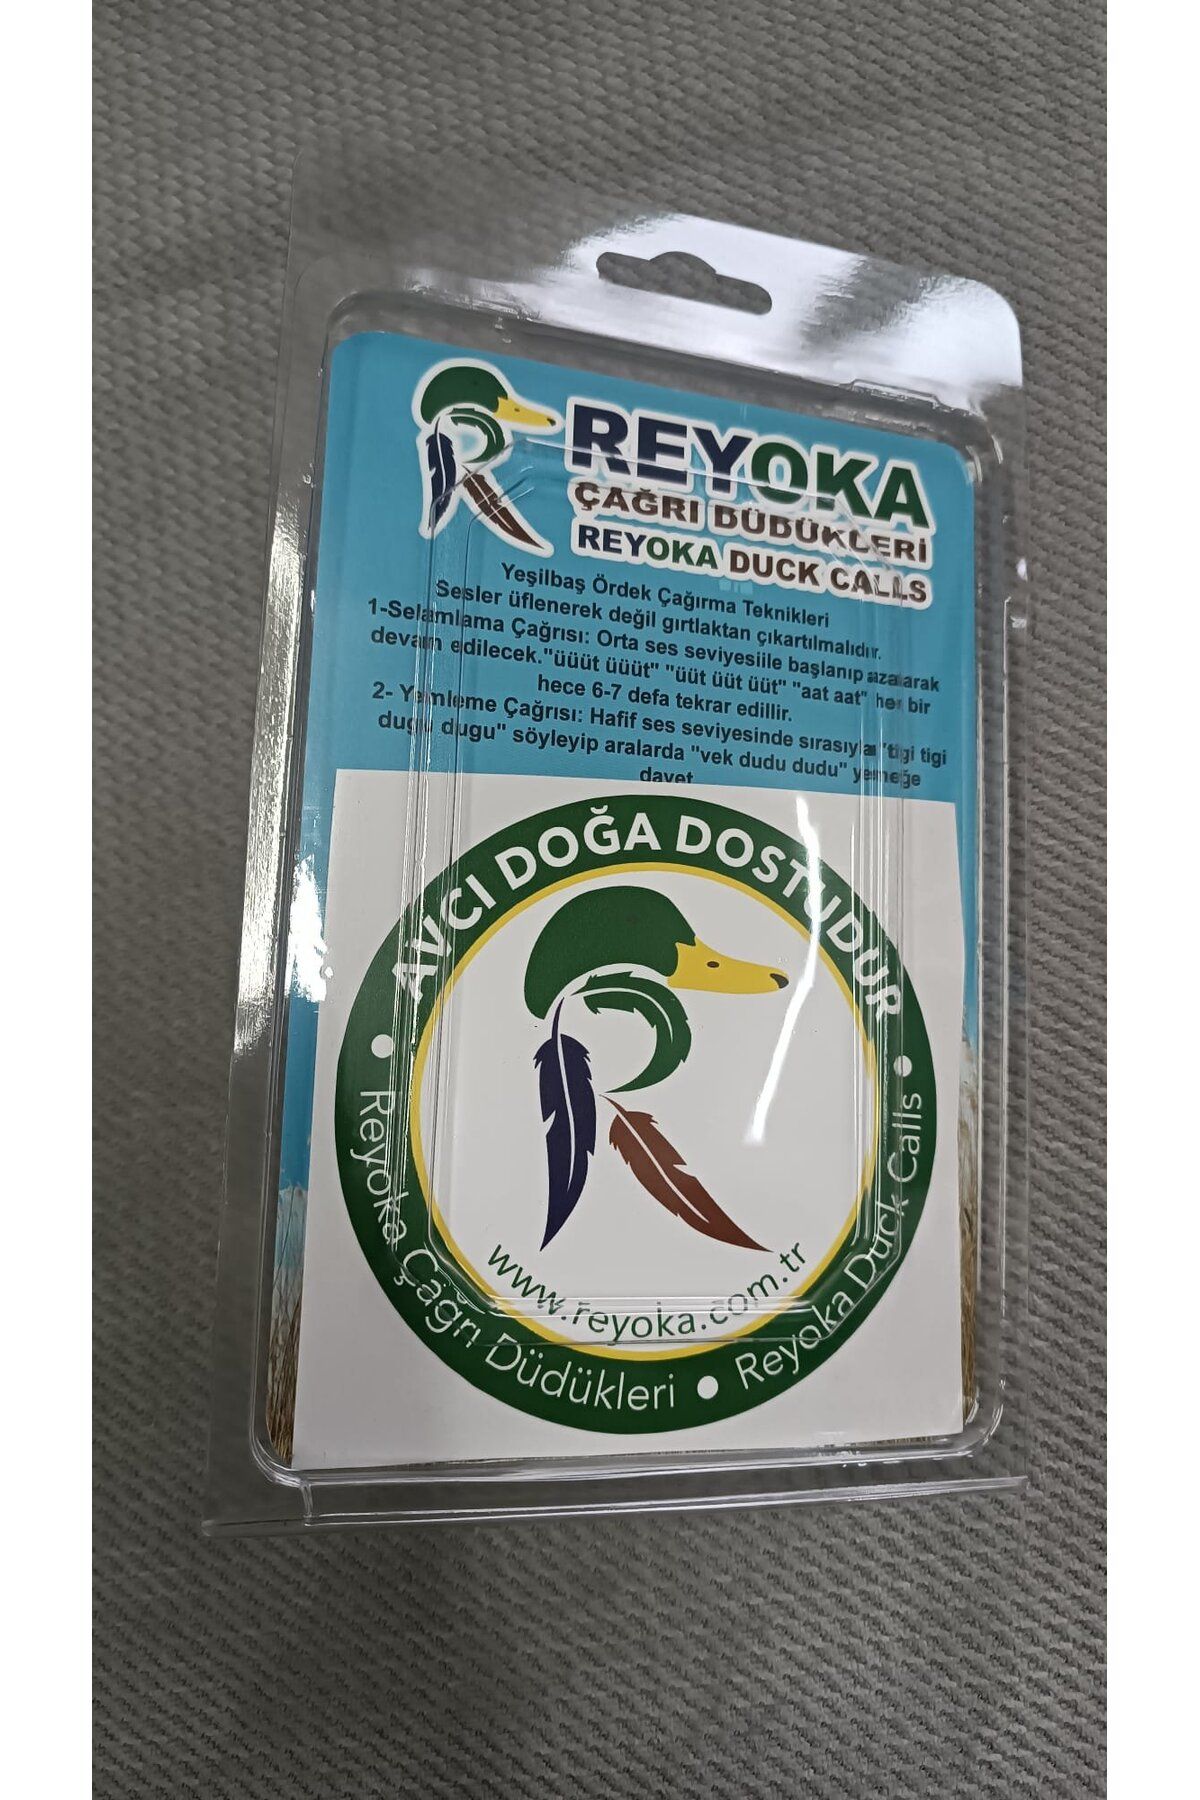 REYOKA
ÇAĞRI DÜDÜKLERİ
REYOKA DUCK CALLS
Yeşilbaş Ördek Çağırma Teknikleri
Sesler üflenerek değil gırtlaktan çıkartılmalıdır.
1-Selamlama Çağrısı: Orta ses seviyesiile başlanıp azalarak
devam edilecek."üüüt üüüt" "üüt üüt üüt" "aat aat" her bir
hece 6-7 defa tekrar edillir.
2- Yemleme Çağrısı: Hafif ses seviyesinde sırasıyla "tigi tigi
dugu dugu" söyleyip aralarda "vek dudu dudu" yemeğe
davet
AVCI DOĞA DOSTUDUR
• Reyoka Çağrı Düdükleri • Reyoka Duck Calls •
www.reyoka.com.tr